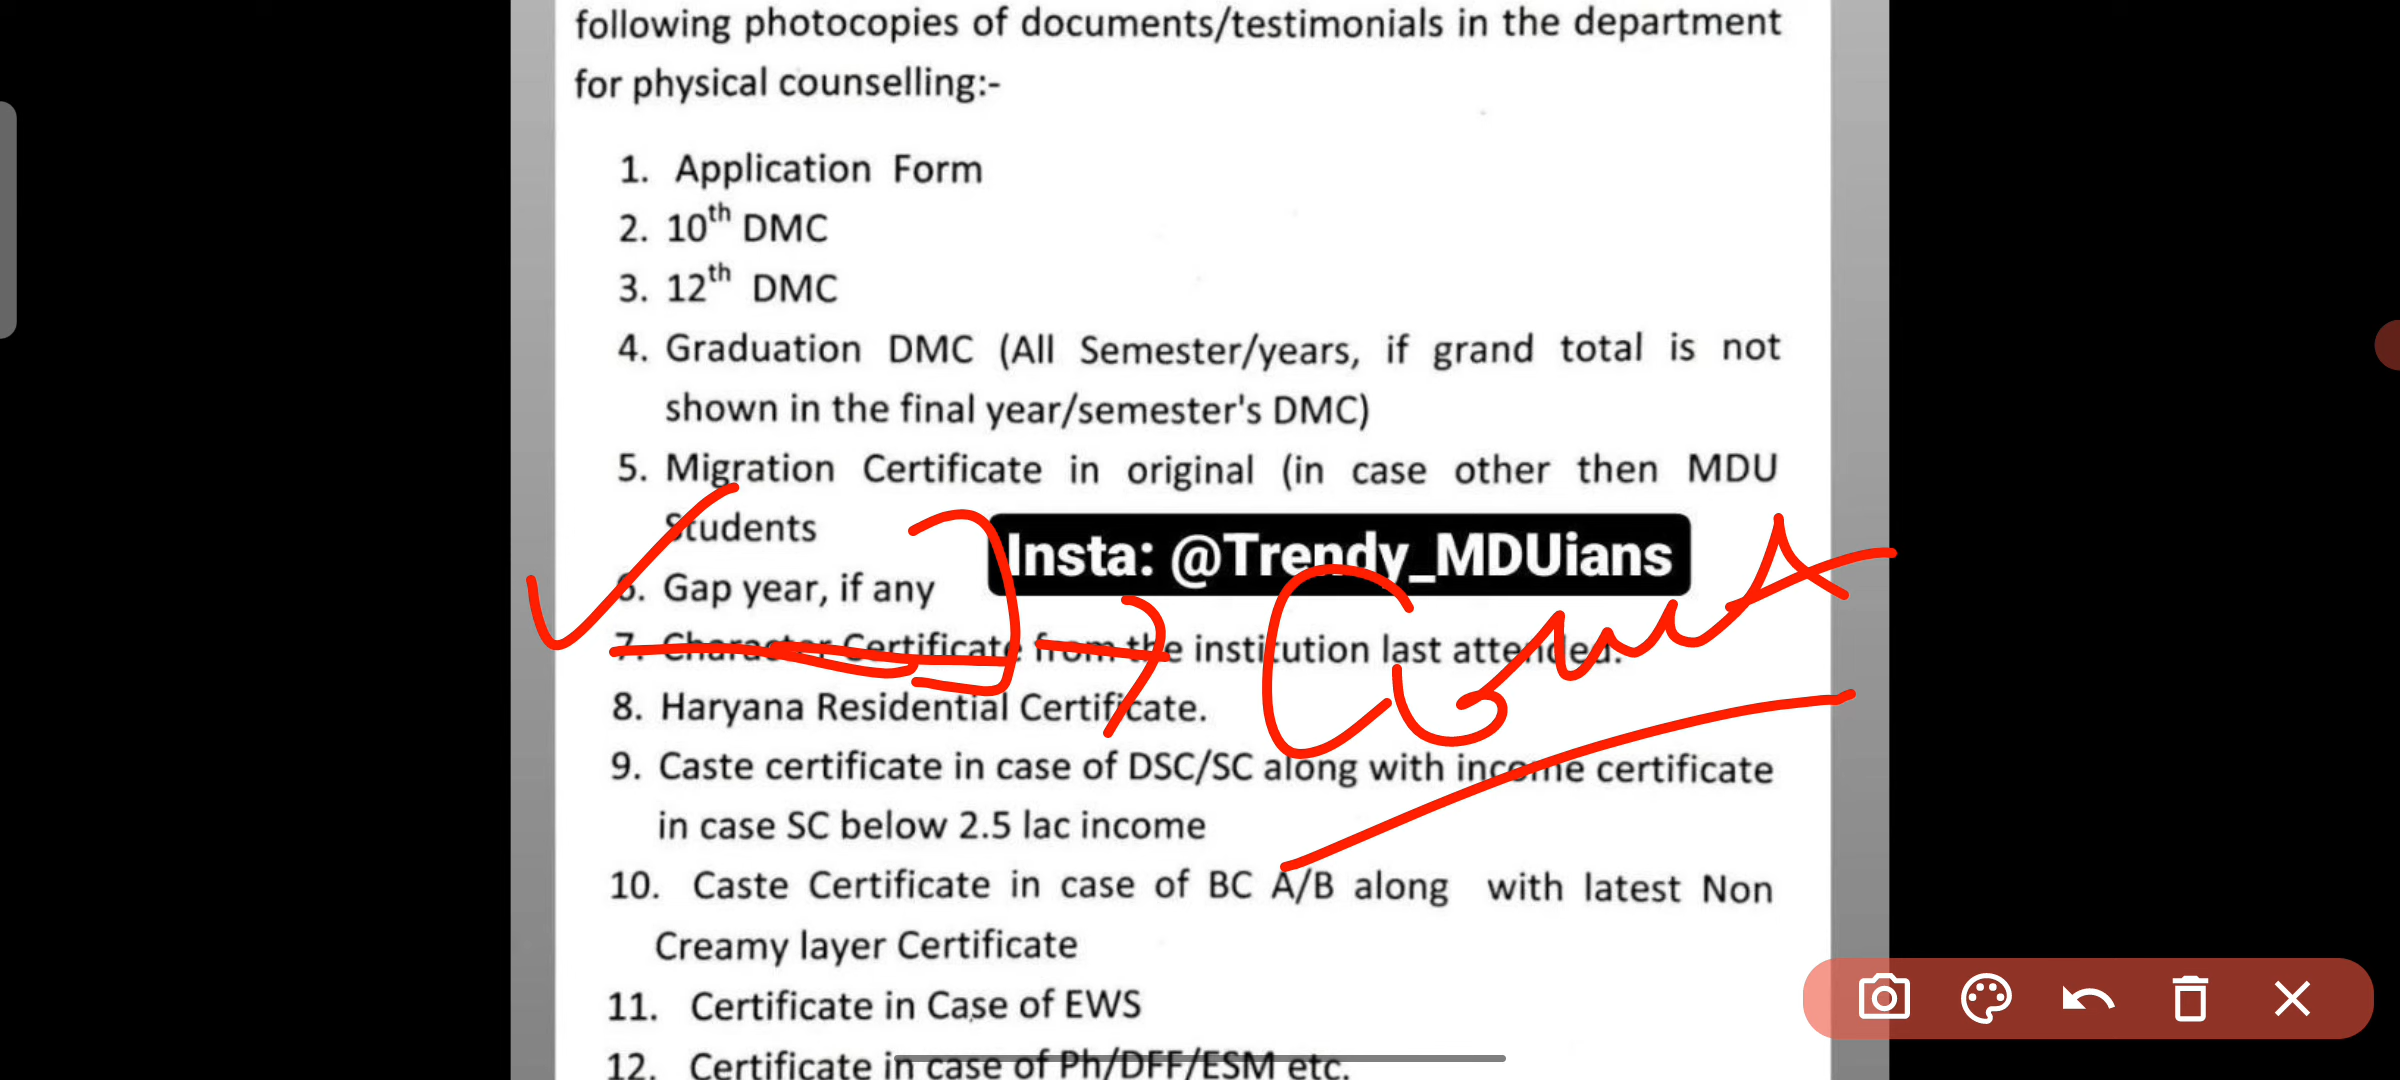 following photocopies of documents/testimonials in the department
for physical counselling:-
1. Application Form
2. 10th DMC
3. 12th DMC
4. Graduation DMC (All Semester/years, if grand total is not
shown in the final year/semester's DMC)
5. Migration Certificate in original (in case other then MDU
Students
Insta: @Trendy_MDUians
6. Gap year, if any
7. Character Certificate from the institution last attended.
8. Haryana Residential Certificate.
9. Caste certificate in case of DSC/SC along with income certificate
in case SC below 2.5 lac income
10. Caste Certificate in case of BC A/B along with latest Non
Creamy layer Certificate
11. Certificate in Case of EWS
12. Certificate in case of Ph/DFF/ESM etc.